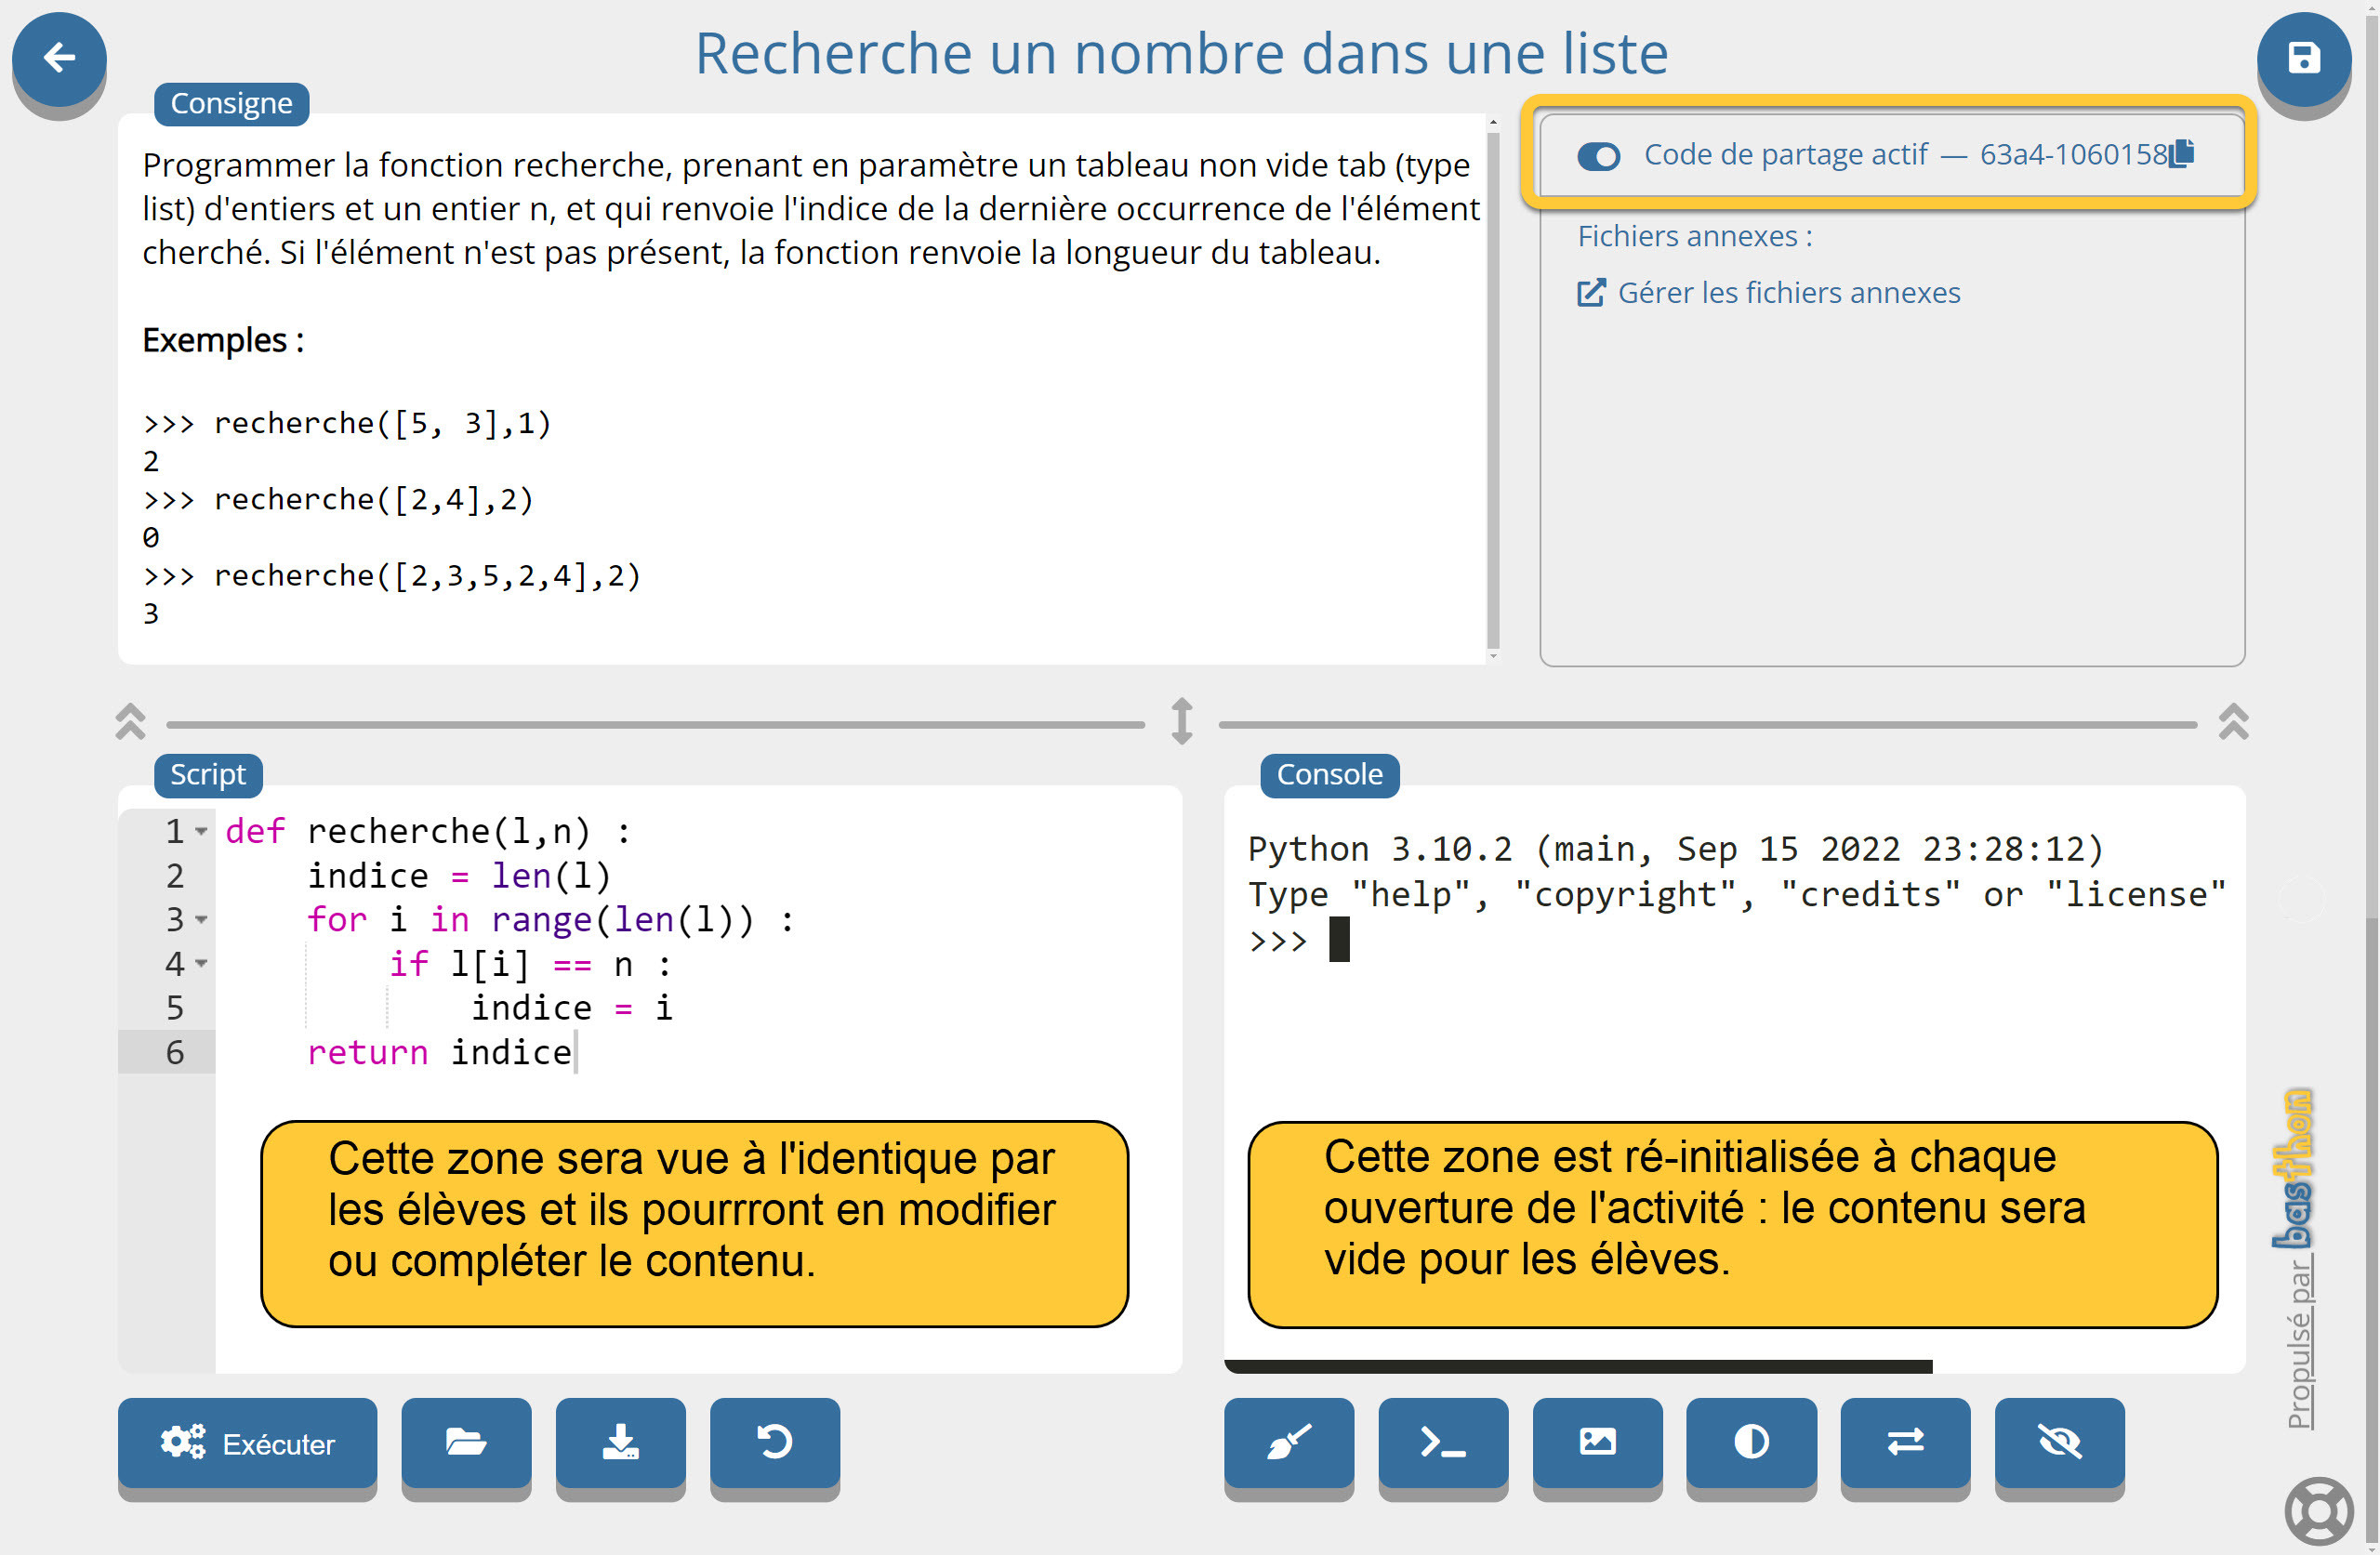 Recherche un nombre dans une liste
Consigne
Programmer la fonction recherche, prenant en paramètre un tableau non vide tab (type
list) d'entiers et un entier n, et qui renvoie l'indice de la dernière occurrence de l'élément
cherché. Si l'élément n'est pas présent, la fonction renvoie la longueur du tableau.
Exemples :
>>> recherche([5, 3],1)
2
>>> recherche([2,4],2)
0
>>> recherche([2,3,5,2,4],2)
3
Code de partage actif — 63a4-1060158
Fichiers annexes :
Gérer les fichiers annexes
Script
1 def recherche(l,n) :
2 indice = len(l)
3 for i in range(len(l)) :
4 if l[i] == n :
5 indice = i
6 return indice
Cette zone sera vue à l'identique par
les élèves et ils pourrront en modifier
ou compléter le contenu.
Exécuter
Console
Python 3.10.2 (main, Sep 15 2022 23:28:12)
Type "help", "copyright", "credits" or "license"
>>>
Cette zone est ré-initialisée à chaque
ouverture de l'activité : le contenu sera
vide pour les élèves.
Propulsé par basthon